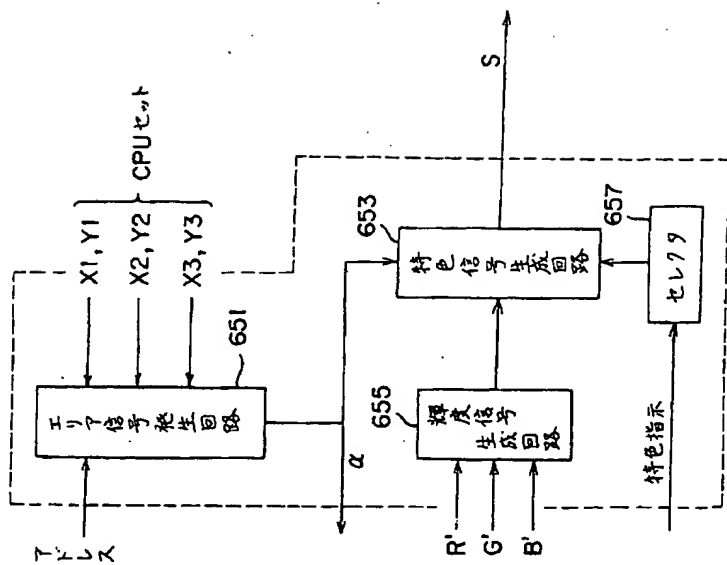 アドレス
X1, Y1
X2, Y2
X3, Y3
CPUセット
651
エリア信号発生回路
α
653
特色信号生成回路
S
655
輝度信号
生成回路
R'
G'
B'
657
セレクタ
特色指示